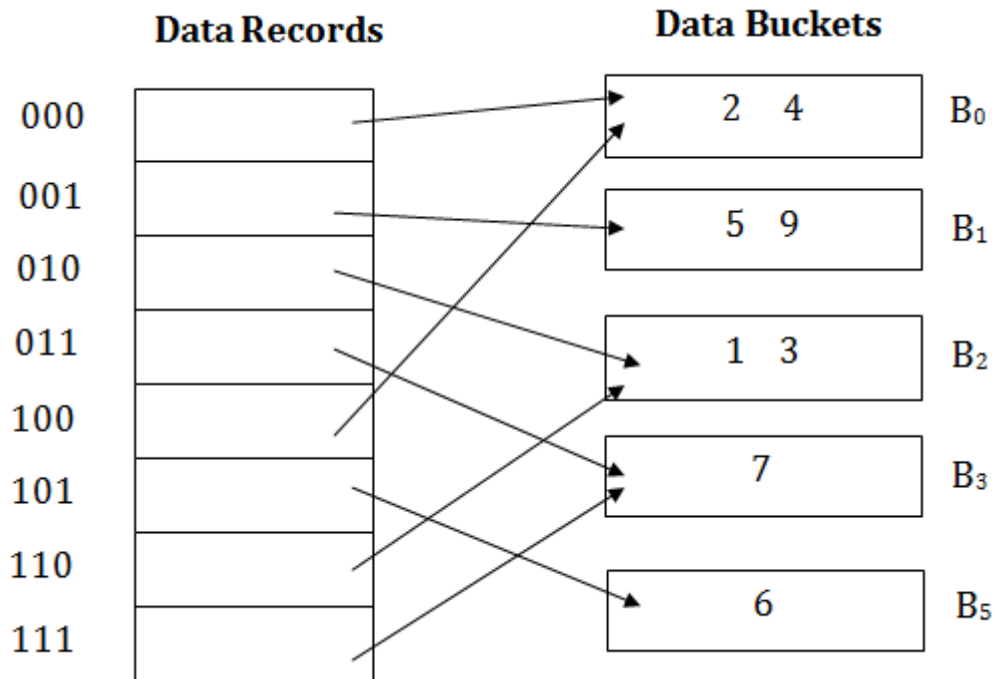 Data Records
Data Buckets
000
2 4
B₀
001
5 9
B₁
010
011
1 3
B₂
100
7
B₃
101
110
6
B₅
111